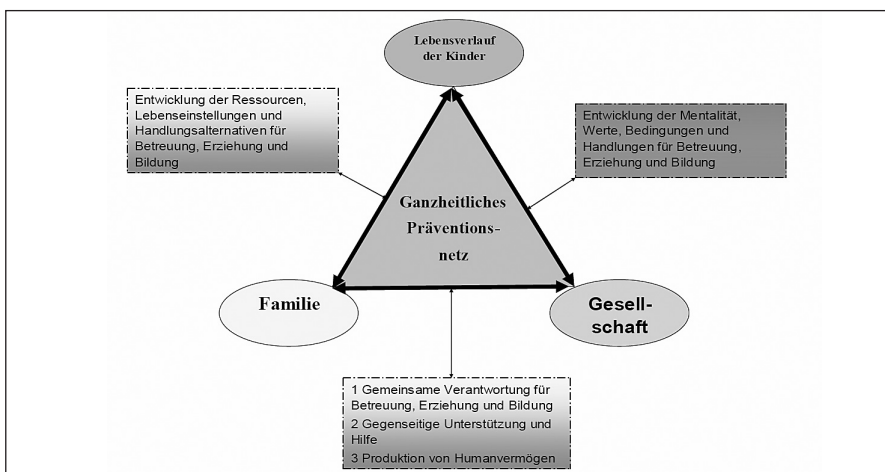 Lebensverlauf
der Kinder
Entwicklung der Ressourcen,
Lebenseinstellungen und
Handlungsalternativen für
Betreuung, Erziehung und
Bildung
Entwicklung der Mentalität,
Werte, Bedingungen und
Handlungen für Betreuung,
Erziehung und Bildung
Ganzheitliches
Präventions-
netz
Familie
Gesell-
schaft
1 Gemeinsame Verantwortung für
Betreuung, Erziehung und Bildung
2 Gegenseitige Unterstützung und
Hilfe
3 Produktion von Humanvermögen